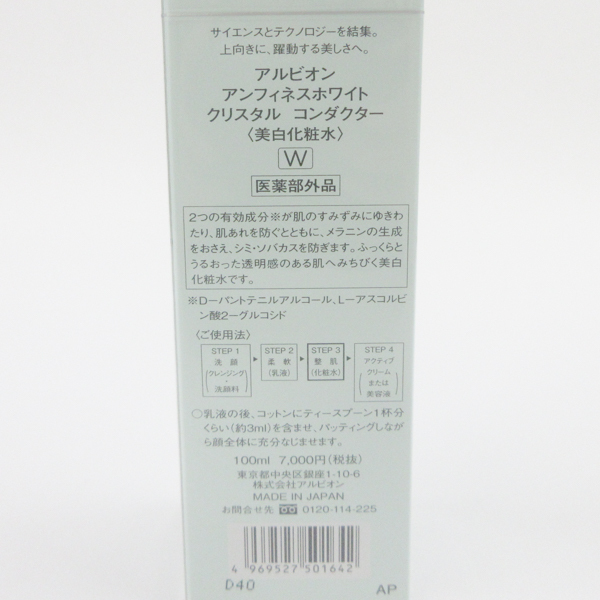 サイエンスとテクノロジーを結集。
上向きに、躍動する美しさへ。
アルビオン
アンフィネスホワイト
クリスタル コンダクター
〈美白化粧水〉
W
医薬部外品
2つの有効成分※が肌のすみずみにゆきわ
たり、肌あれを防ぐとともに、メラニンの生成
をおさえ、シミ・ソバカスを防ぎます。ふっくらと
うるおった透明感のある肌へみちびく美白
化粧水です。
※D-パントテニルアルコール、L-アスコルビ
ン酸2-グルコシド
〈ご使用法〉
STEP 1 STEP 2 STEP 3 STEP 4
洗顔 柔軟 整肌 アクティブ
(クレンジング・洗顔料) (乳液) (化粧水) (クリームまたは美容液)
○乳液の後、コットンにティースプーン1杯分
くらい(約3ml)を含ませ、パッティングしなが
ら顔全体に充分なじませます。
100ml 7,000円(税抜)
東京都中央区銀座1-10-6
株式会社アルビオン
MADE IN JAPAN
お問合せ先 0120-114-225
4 969527 501642
D40
AP